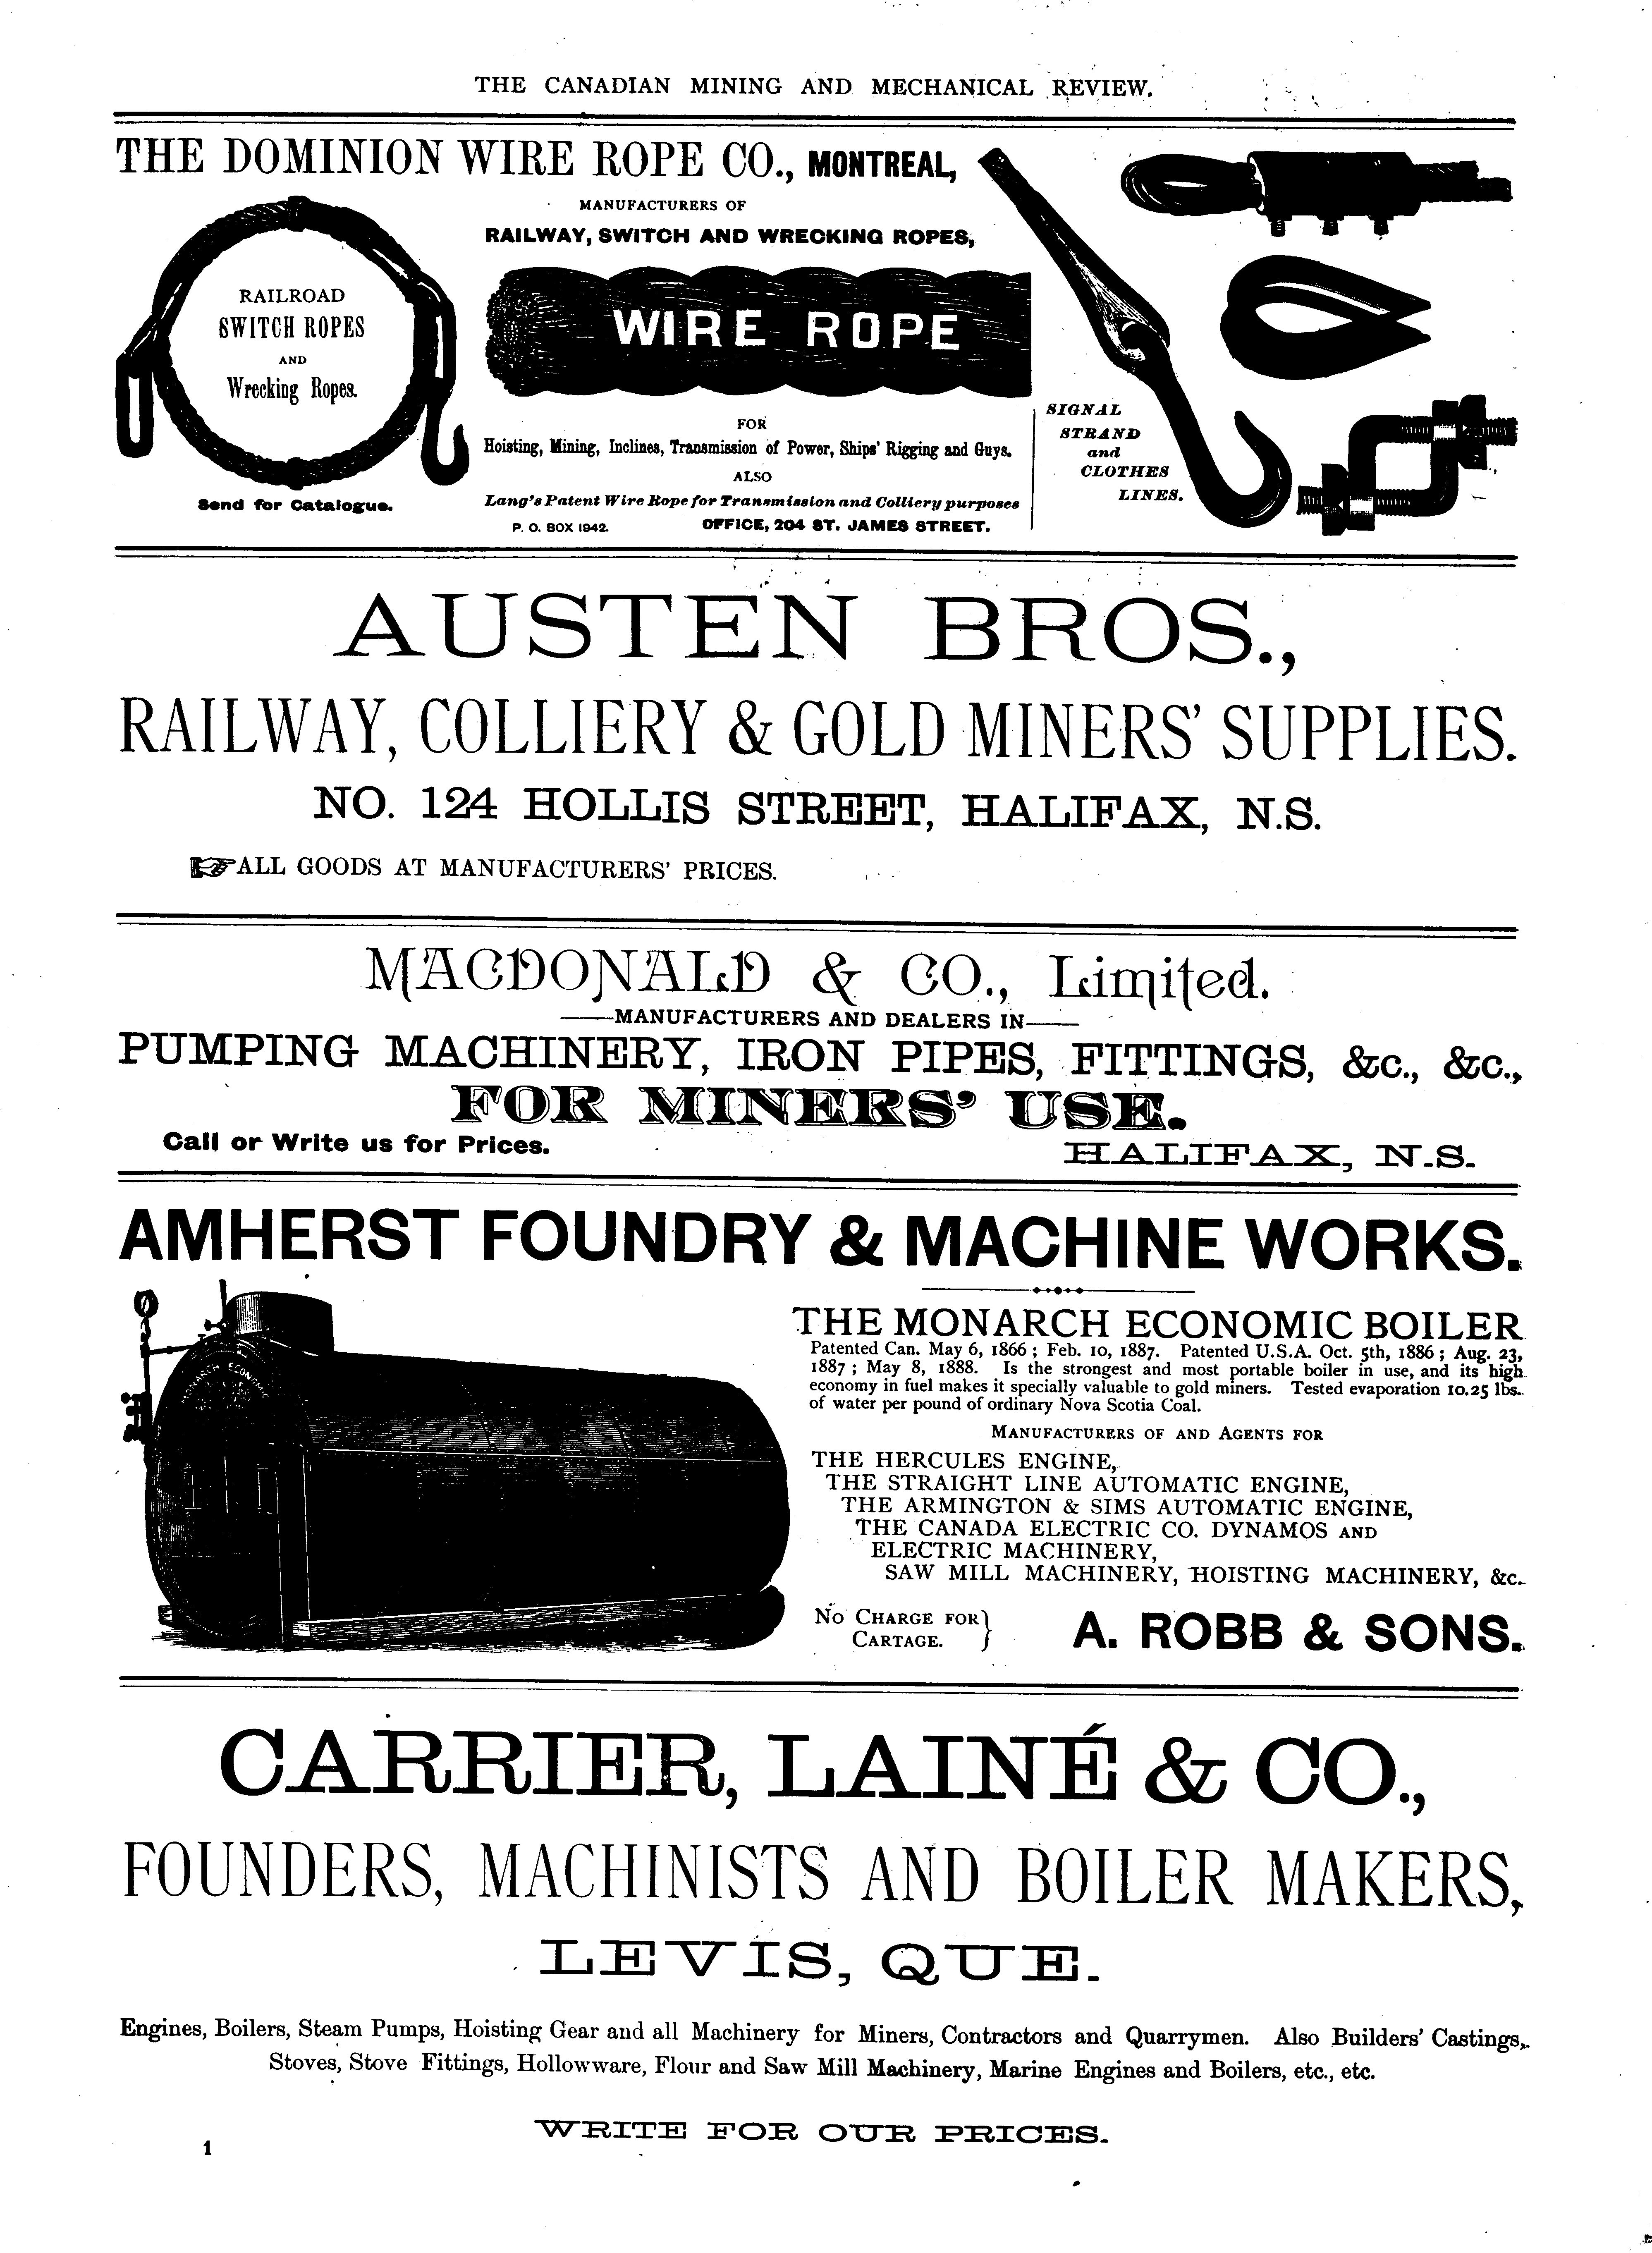 THE CANADIAN MINING AND MECHANICAL REVIEW.
THE DOMINION WIRE ROPE CO., MONTREAL,
MANUFACTURERS OF
RAILWAY, SWITCH AND WRECKING ROPES,
RAILROAD
SWITCH ROPES
AND
Wrecking Ropes.
Send for Catalogue.
WIRE ROPE
FOR
Hoisting, Mining, Inclines, Transmission of Power, Ships' Rigging and Guys.
ALSO
Lang's Patent Wire Rope for Transmission and Colliery purposes
P. O. BOX 1942. OFFICE, 204 ST. JAMES STREET.
SIGNAL
STRAND
and
CLOTHES
LINES.
AUSTEN BROS.,
RAILWAY, COLLIERY & GOLD MINERS' SUPPLIES.
NO. 124 HOLLIS STREET, HALIFAX, N.S.
☞ALL GOODS AT MANUFACTURERS' PRICES.
MACDONALD & CO., Limited.
—MANUFACTURERS AND DEALERS IN—
PUMPING MACHINERY, IRON PIPES, FITTINGS, &c., &c.,
FOR MINERS' USE.
Call or Write us for Prices.
HALIFAX, N.S.
AMHERST FOUNDRY & MACHINE WORKS.
MONARCH ECONOMIC
THE MONARCH ECONOMIC BOILER
Patented Can. May 6, 1866 ; Feb. 10, 1887. Patented U.S.A. Oct. 5th, 1886 ; Aug. 23,
1887 ; May 8, 1888. Is the strongest and most portable boiler in use, and its high
economy in fuel makes it specially valuable to gold miners. Tested evaporation 10.25 lbs.
of water per pound of ordinary Nova Scotia Coal.
MANUFACTURERS OF AND AGENTS FOR
THE HERCULES ENGINE,
THE STRAIGHT LINE AUTOMATIC ENGINE,
THE ARMINGTON & SIMS AUTOMATIC ENGINE,
THE CANADA ELECTRIC CO. DYNAMOS AND
ELECTRIC MACHINERY,
SAW MILL MACHINERY, HOISTING MACHINERY, &c.
NO CHARGE FOR }
CARTAGE.
A. ROBB & SONS.
CARRIER, LAINÉ & CO.,
FOUNDERS, MACHINISTS AND BOILER MAKERS,
LEVIS, QUE.
Engines, Boilers, Steam Pumps, Hoisting Gear and all Machinery for Miners, Contractors and Quarrymen. Also Builders' Castings,
Stoves, Stove Fittings, Hollowware, Flour and Saw Mill Machinery, Marine Engines and Boilers, etc., etc.
WRITE FOR OUR PRICES.
1